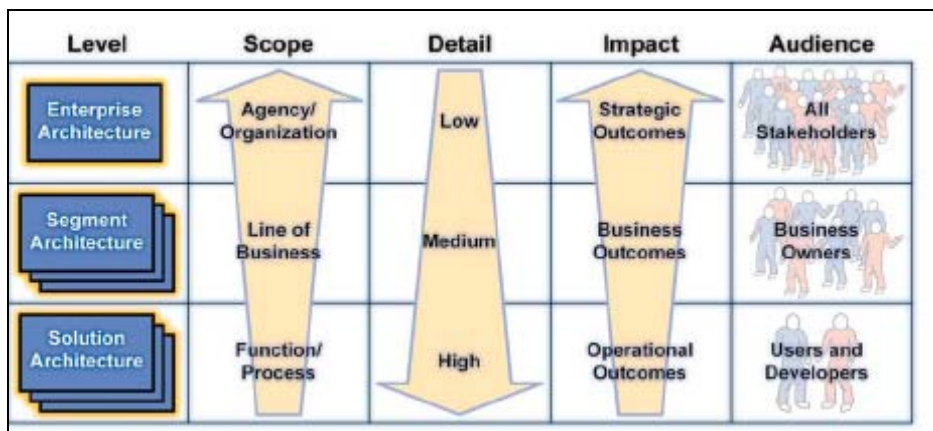 Level Scope Detail Impact Audience
Enterprise
Architecture
Agency/
Organization
Low
Strategic
Outcomes
All
Stakeholders
Segment
Architecture
Line of
Business
Medium
Business
Outcomes
Business
Owners
Solution
Architecture
Function/
Process
High
Operational
Outcomes
Users and
Developers